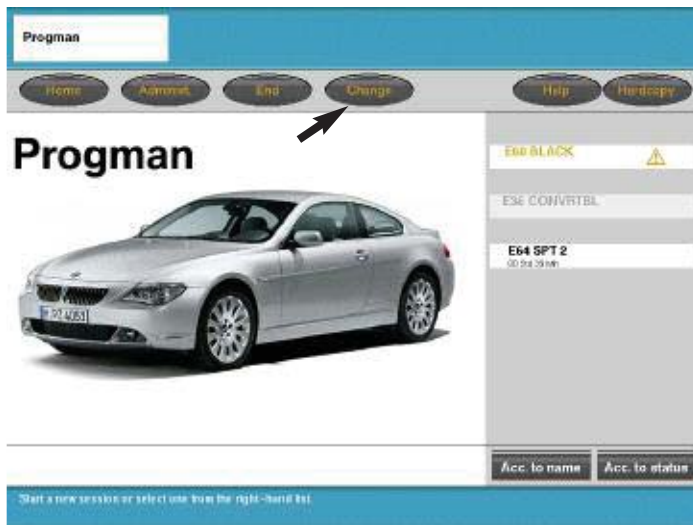 Progman
Home Administ. End Change Help Hardcopy
Progman
E60 BLACK
E36 CONVRTBL
E64 SPT 2
Acc. to name Acc. to status
Start a new session or select one from the right-hand list.